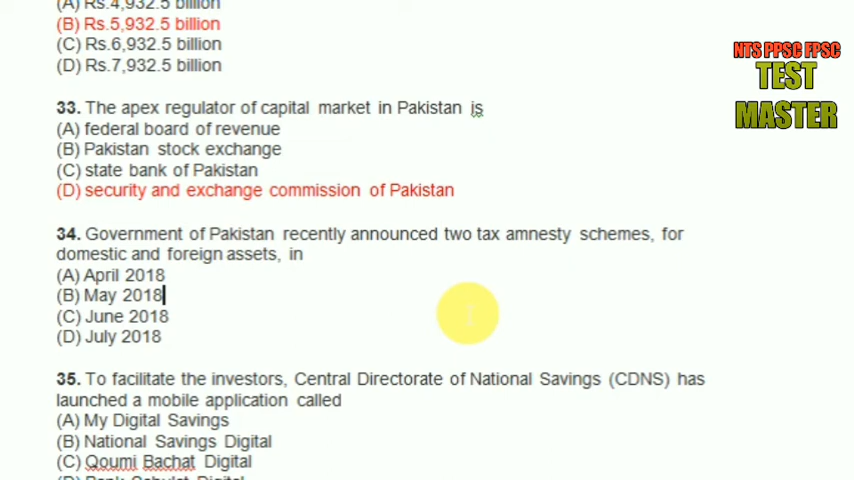 (A) Rs.4,932.5 billion
(B) Rs.5,932.5 billion
(C) Rs.6,932.5 billion
(D) Rs.7,932.5 billion
NTS PPSC FPSC
TEST
MASTER
33. The apex regulator of capital market in Pakistan is
(A) federal board of revenue
(B) Pakistan stock exchange
(C) state bank of Pakistan
(D) security and exchange commission of Pakistan
34. Government of Pakistan recently announced two tax amnesty schemes, for
domestic and foreign assets, in
(A) April 2018
(B) May 2018
(C) June 2018
(D) July 2018
35. To facilitate the investors, Central Directorate of National Savings (CDNS) has
launched a mobile application called
(A) My Digital Savings
(B) National Savings Digital
(C) Qoumi Bachat Digital